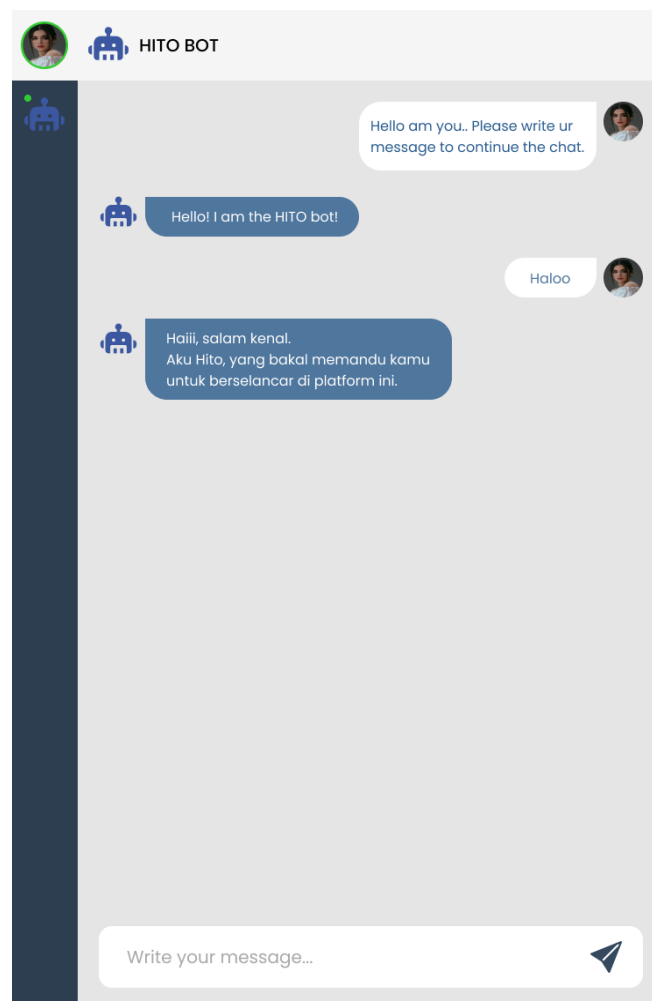 HITO BOT
Hello am you.. Please write ur
message to continue the chat.
Hello! I am the HITO bot!
Haloo
Haiii, salam kenal.
Aku Hito, yang bakal memandu kamu
untuk berselancar di platform ini.
Write your message...